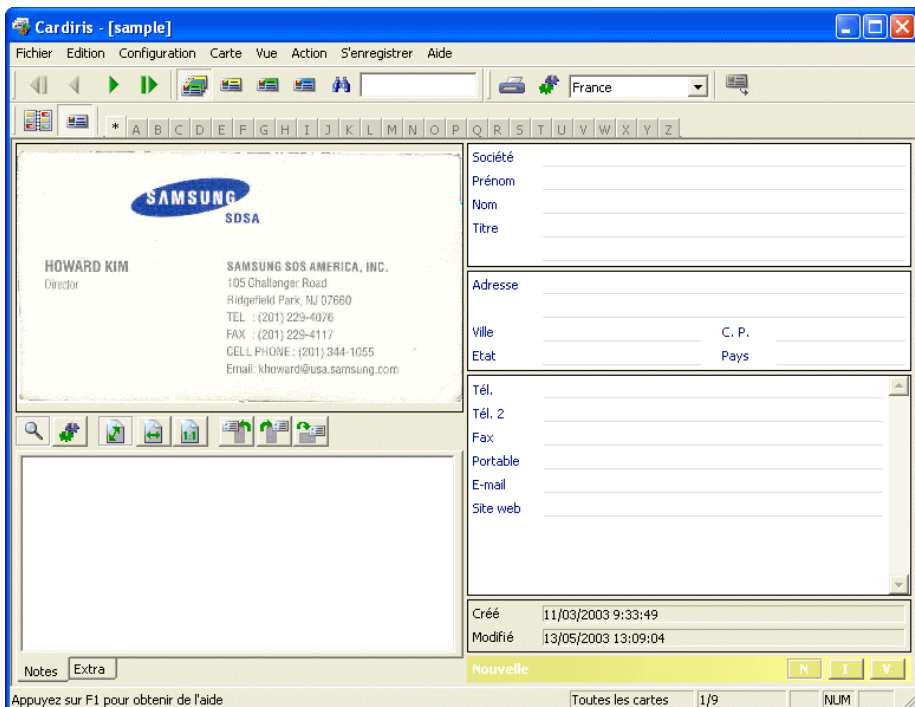 Cardiris - [sample]
Fichier Edition Configuration Carte Vue Action S'enregistrer Aide
France
* A B C D E F G H I J K L M N O P Q R S T U V W X Y Z
SAMSUNG
SDSA
HOWARD KIM
Director
SAMSUNG SDS AMERICA, INC.
105 Challenger Road
Ridgefield Park, NJ 07660
TEL : (201) 229-4076
FAX : (201) 229-4117
CELL PHONE : (201) 344-1055
Email: khoward@usa.samsung.com
1:1
Notes Extra
Société
Prénom
Nom
Titre
Adresse
Ville C. P.
Etat Pays
Tél.
Tél. 2
Fax
Portable
E-mail
Site web
Créé 11/03/2003 9:33:49
Modifié 13/05/2003 13:09:04
Nouvelle N I V
Appuyez sur F1 pour obtenir de l'aide Toutes les cartes 1/9 NUM